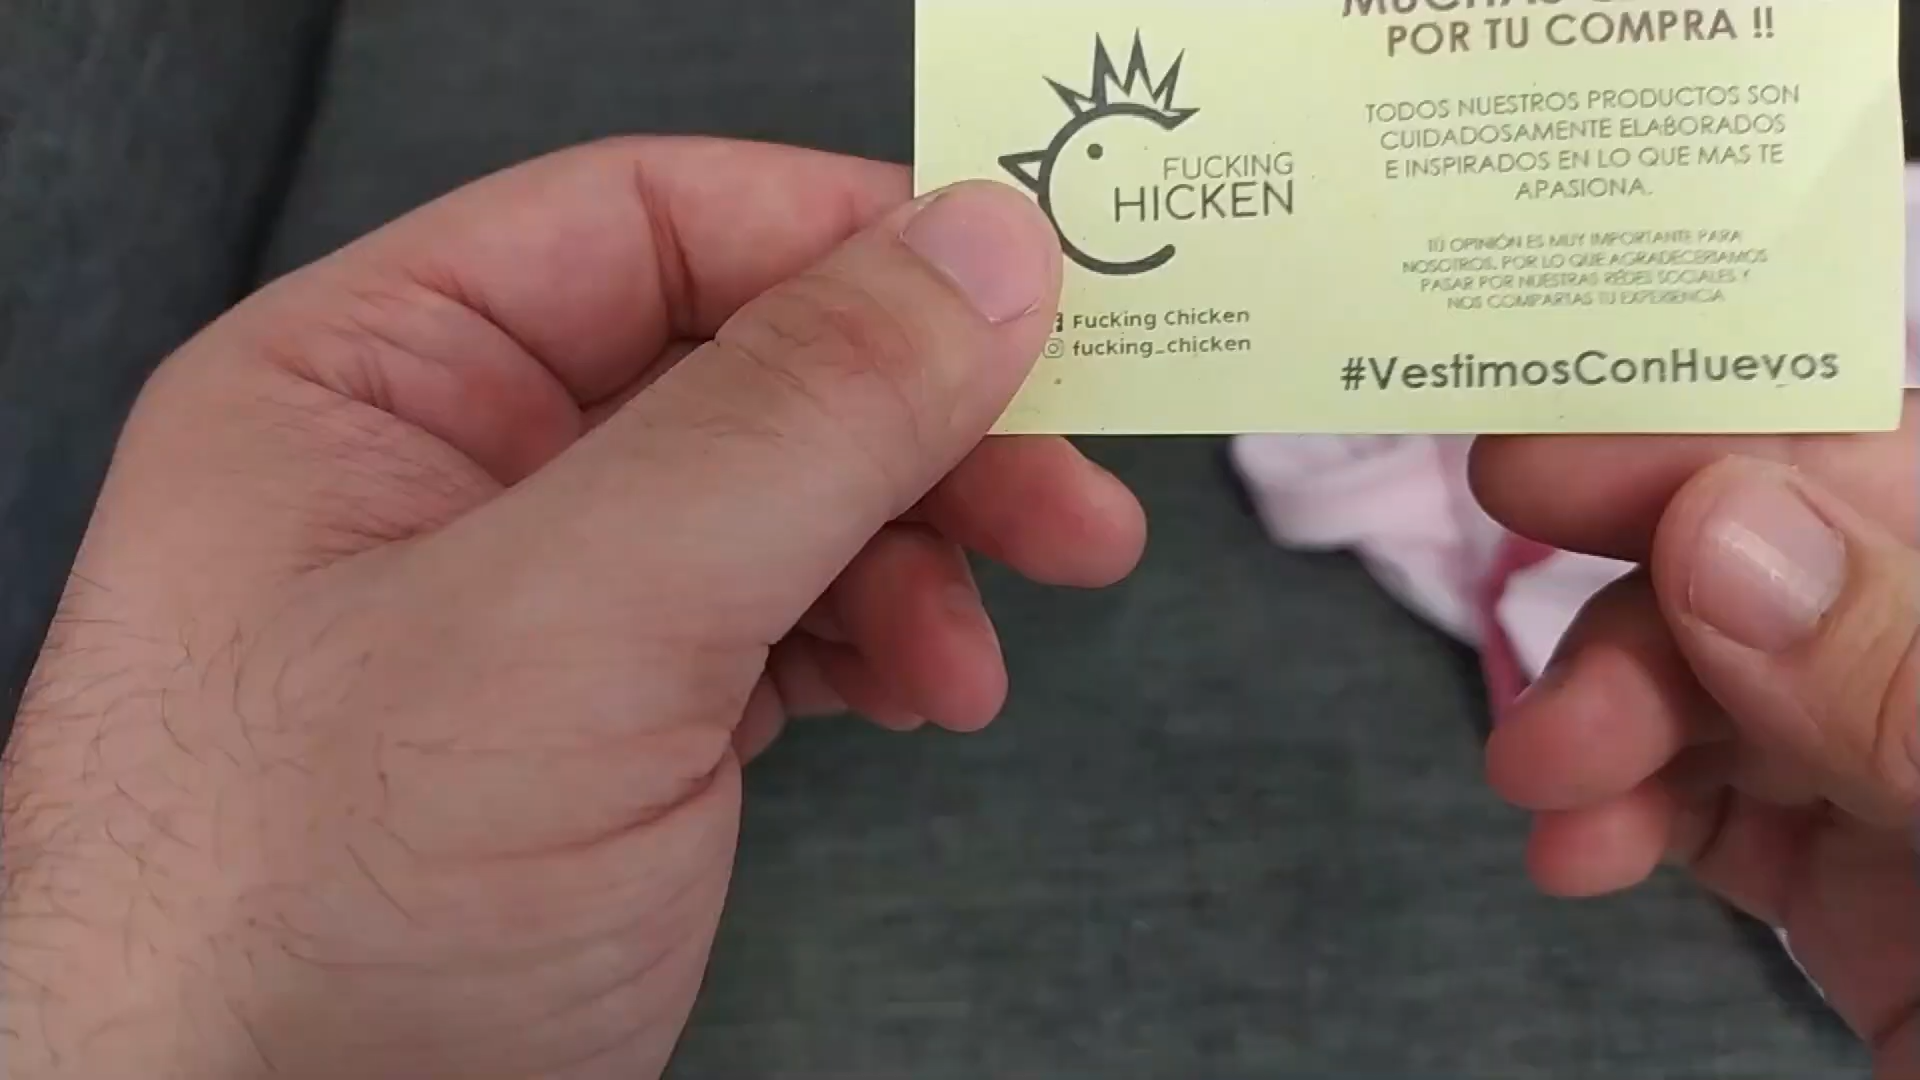 FUCKING
CHICKEN
Fucking Chicken
fucking_chicken
MUCHAS
POR TU COMPRA !!
TODOS NUESTROS PRODUCTOS SON
CUIDADOSAMENTE ELABORADOS
E INSPIRADOS EN LO QUE MAS TE
APASIONA.
TU OPINIÓN ES MUY IMPORTANTE PARA
NOSOTROS, POR LO QUE AGRADECERIAMOS
PASAR POR NUESTRAS REDES SOCIALES Y
NOS COMPARTAS TU EXPERIENCIA
#VestimosConHuevos